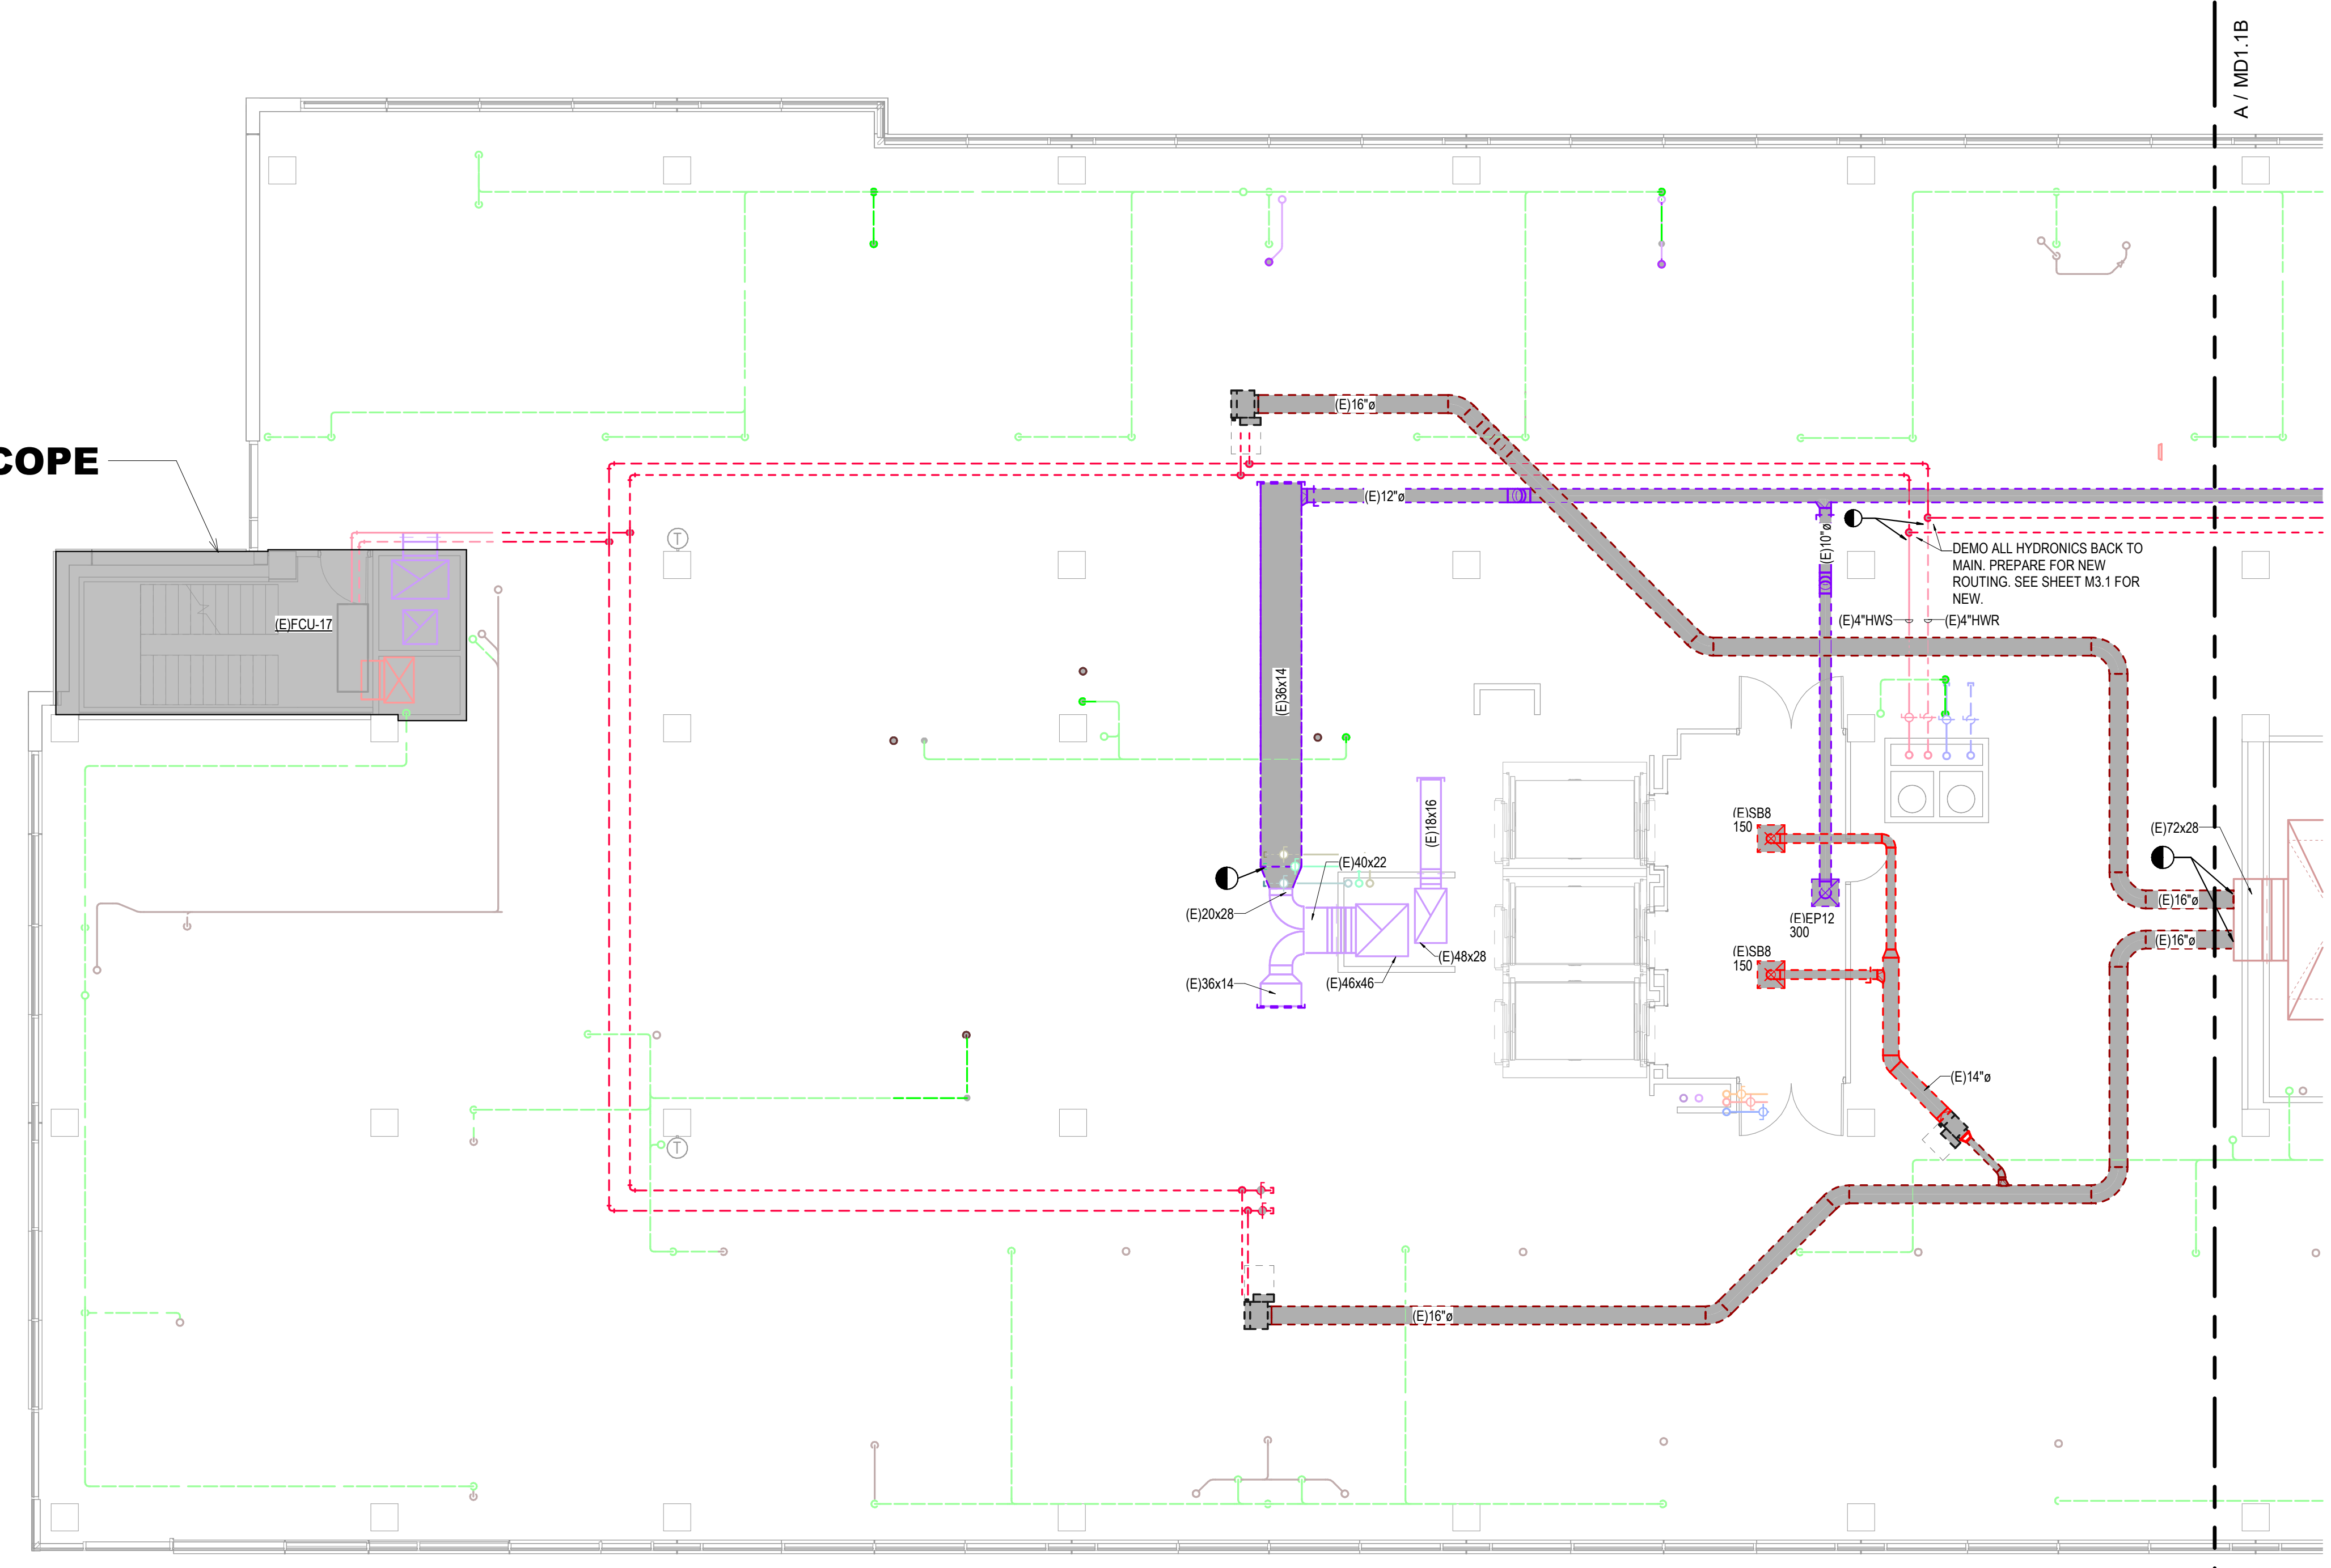 A / MD1.1B
COPE
(E)16"ø
(E)12"ø
(E)10"ø
DEMO ALL HYDRONICS BACK TO
MAIN. PREPARE FOR NEW
ROUTING. SEE SHEET M3.1 FOR
NEW.
T
(E)FCU-17
(E)4"HWS
(E)4"HWR
(E)36x14
(E)18x16
(E)SB8
150
(E)72x28
(E)40x22
(E)20x28
(E)16"ø
(E)EP12
300
(E)16"ø
(E)SB8
150
(E)48x28
(E)36x14
(E)46x46
(E)14"ø
T
(E)16"ø